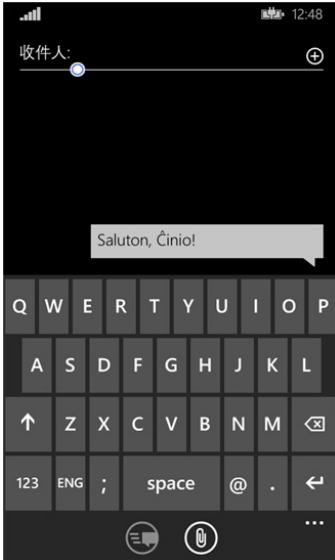 12:48
收件人:
Saluton, Ĉinio!
Q W E R T Y U I O P
A S D F G H J K L
Z X C V B N M
123 ENG ; space @ .